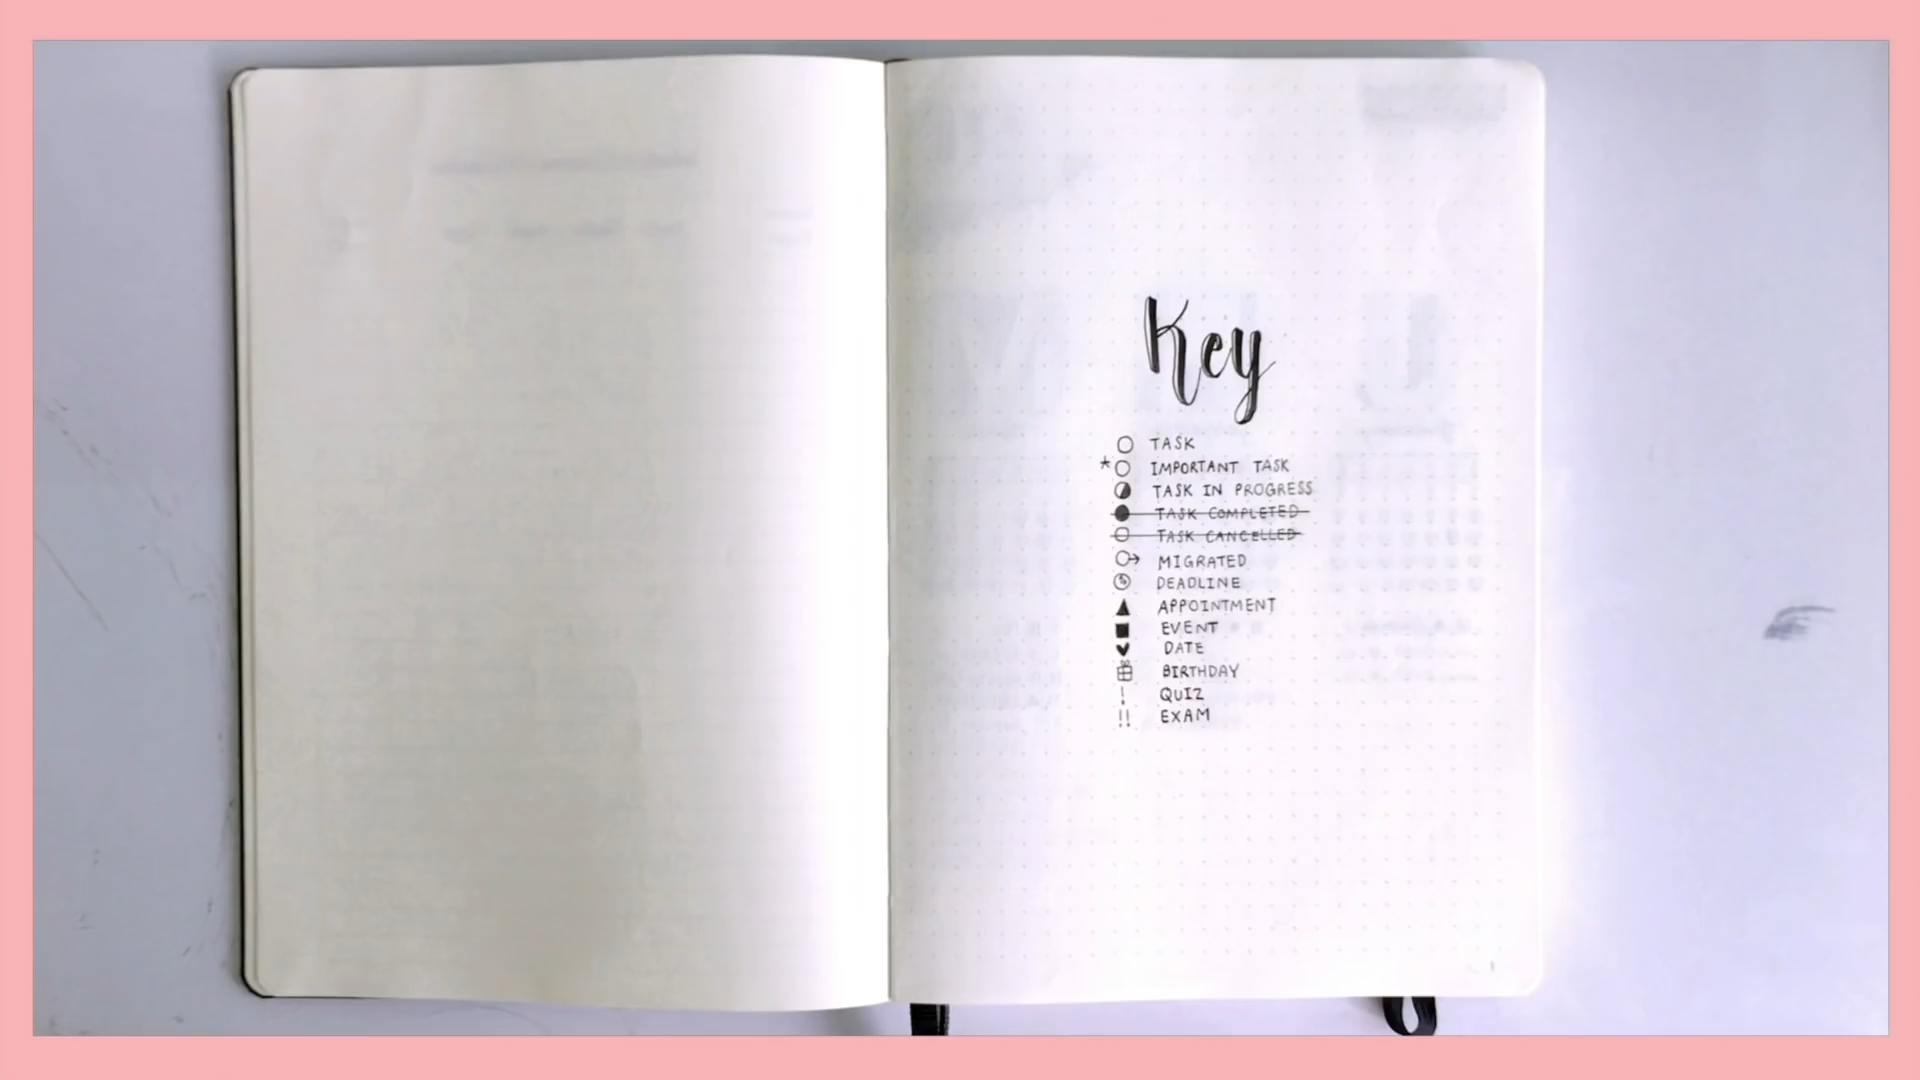 Key
TASK
* IMPORTANT TASK
TASK IN PROGRESS
TASK COMPLETED
TASK CANCELLED
MIGRATED
DEADLINE
APPOINTMENT
EVENT
DATE
BIRTHDAY
! QUIZ
!! EXAM
1